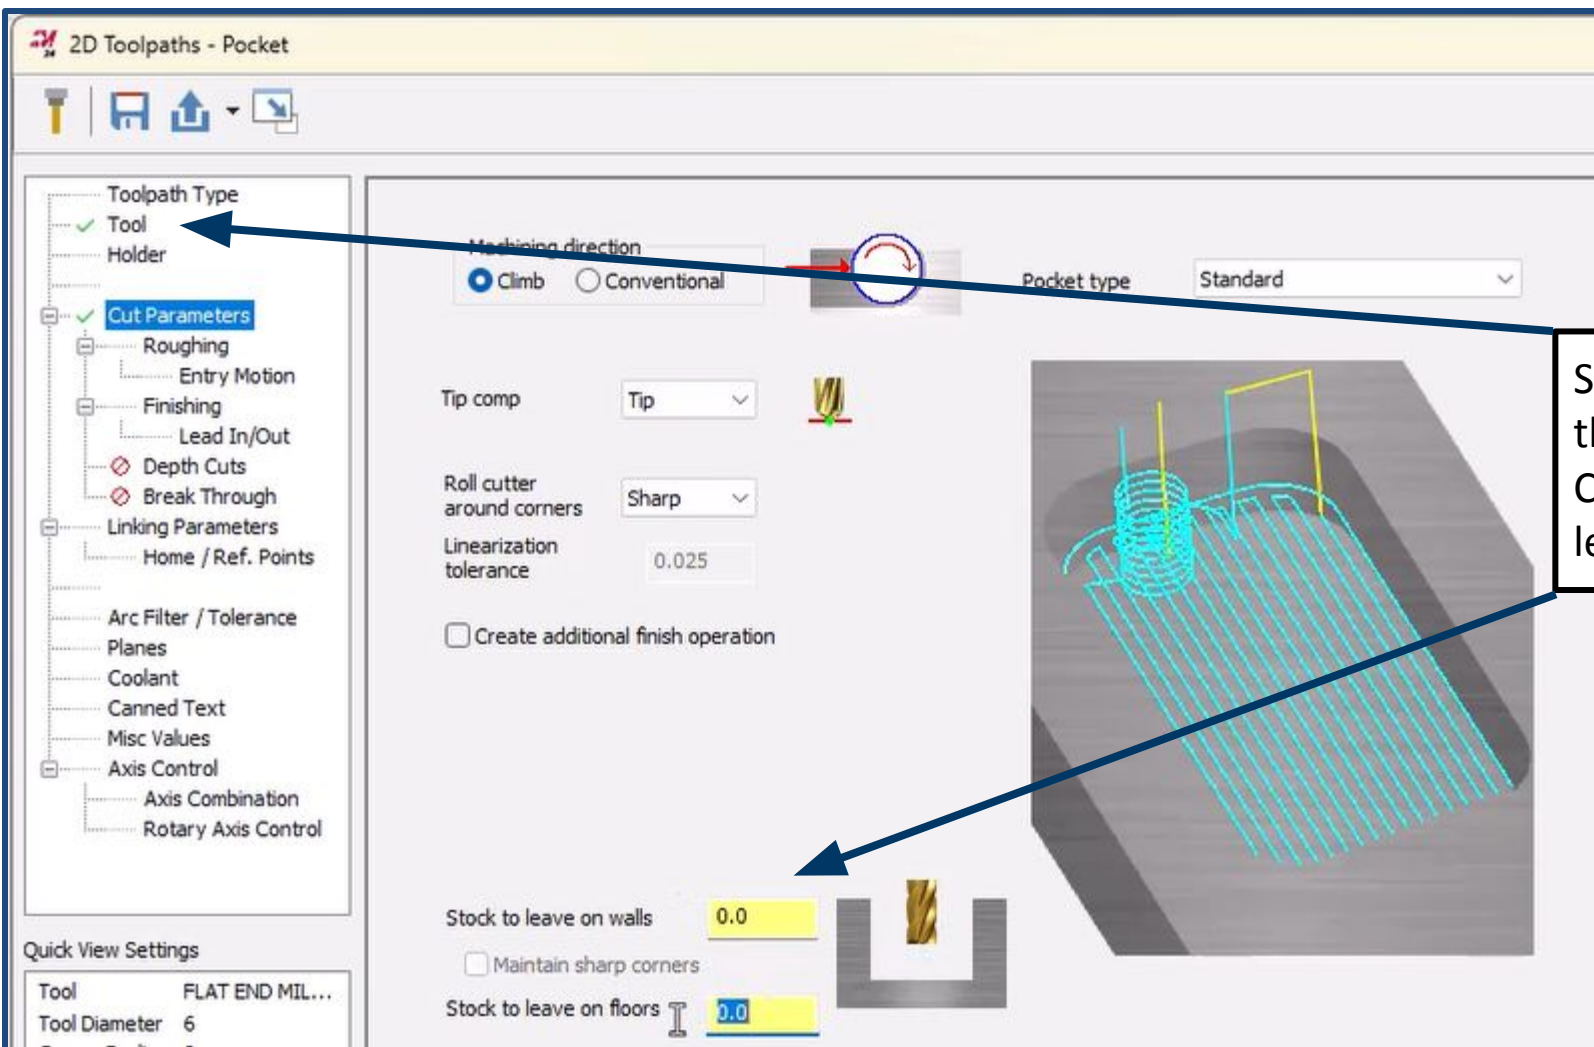 2D Toolpaths - Pocket
Toolpath Type
Tool
Holder
Cut Parameters
Roughing
Entry Motion
Finishing
Lead In/Out
Depth Cuts
Break Through
Linking Parameters
Home / Ref. Points
Arc Filter / Tolerance
Planes
Coolant
Canned Text
Misc Values
Axis Control
Axis Combination
Rotary Axis Control
Quick View Settings
Tool FLAT END MIL...
Tool Diameter 6
Machining direction
Climb Conventional
Pocket type Standard
Tip comp Tip
Roll cutter
around corners Sharp
Linearization
tolerance 0.025
Create additional finish operation
Stock to leave on walls 0.0
Maintain sharp corners
Stock to leave on floors 0.0